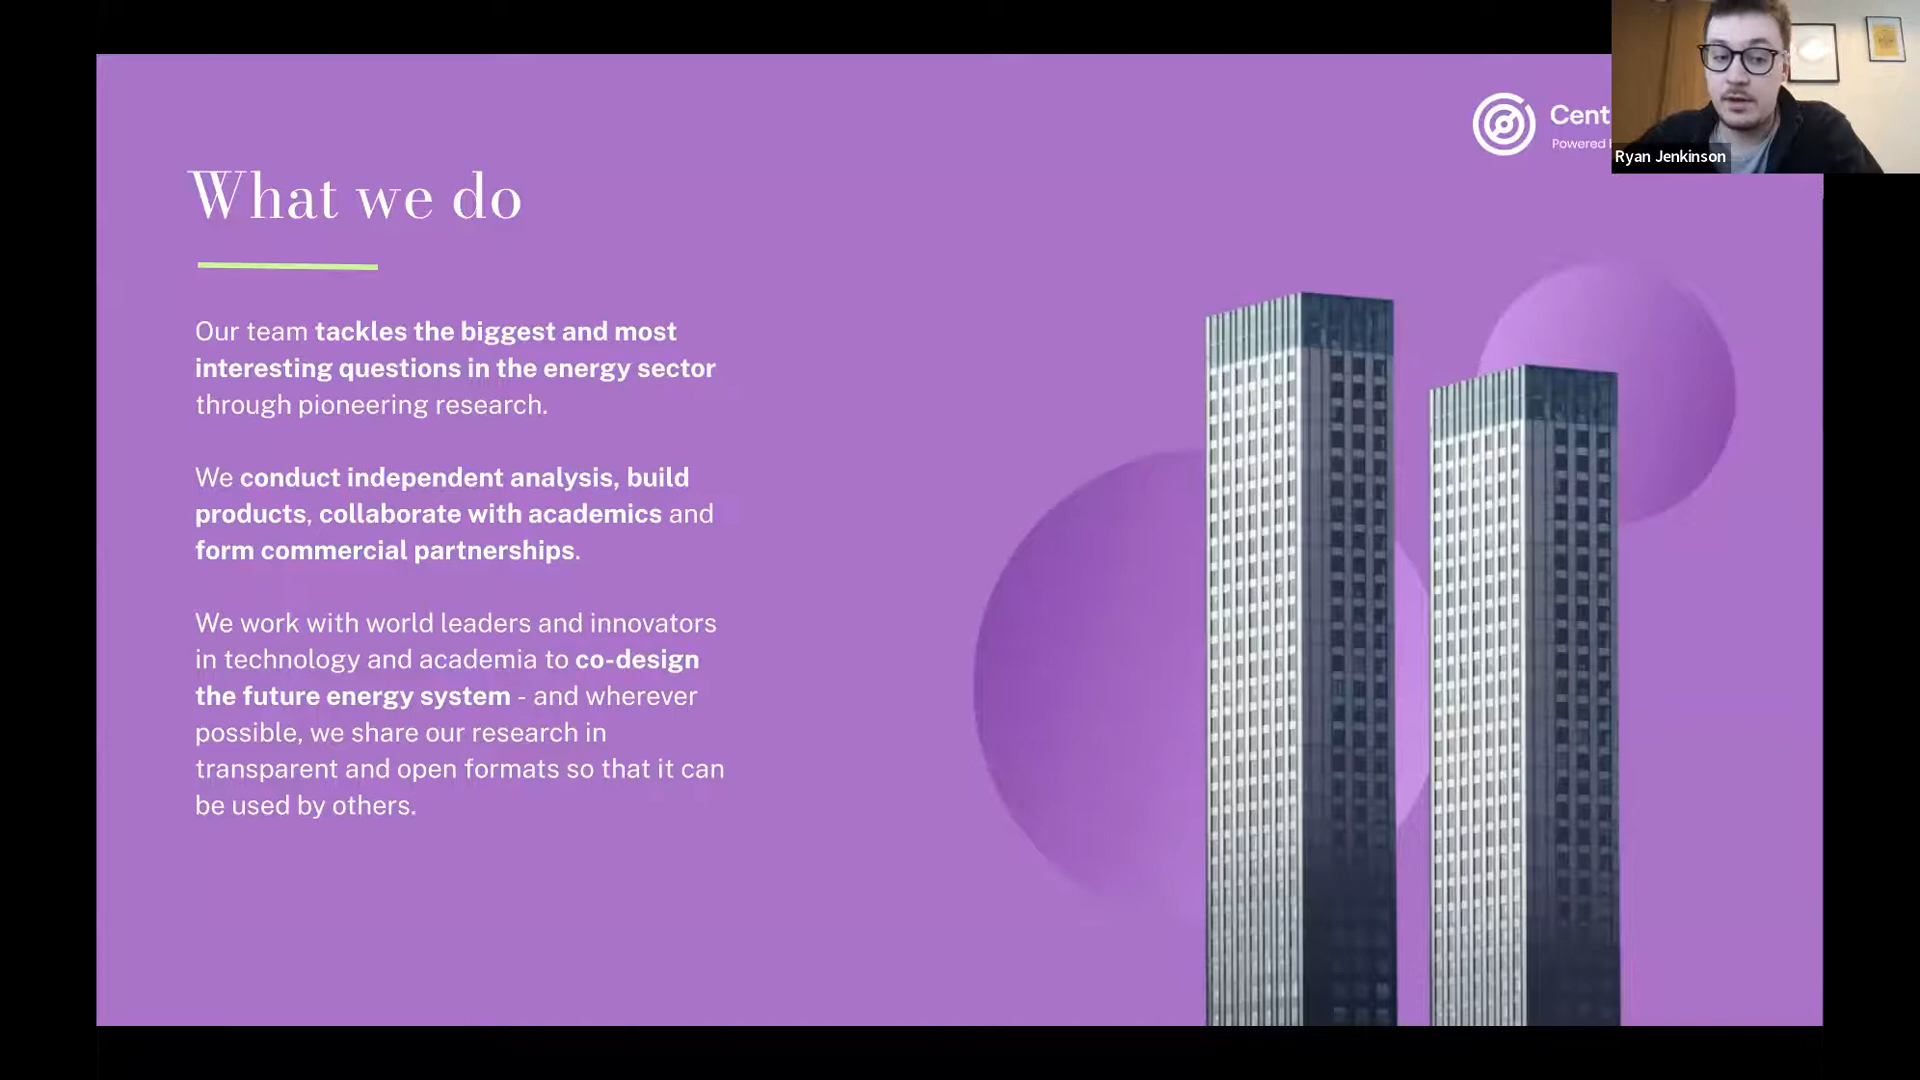 What we do
Our team tackles the biggest and most
interesting questions in the energy sector
through pioneering research.
We conduct independent analysis, build
products, collaborate with academics and
form commercial partnerships.
We work with world leaders and innovators
in technology and academia to co-design
the future energy system - and wherever
possible, we share our research in
transparent and open formats so that it can
be used by others.
Cent
Powered
Ryan Jenkinson